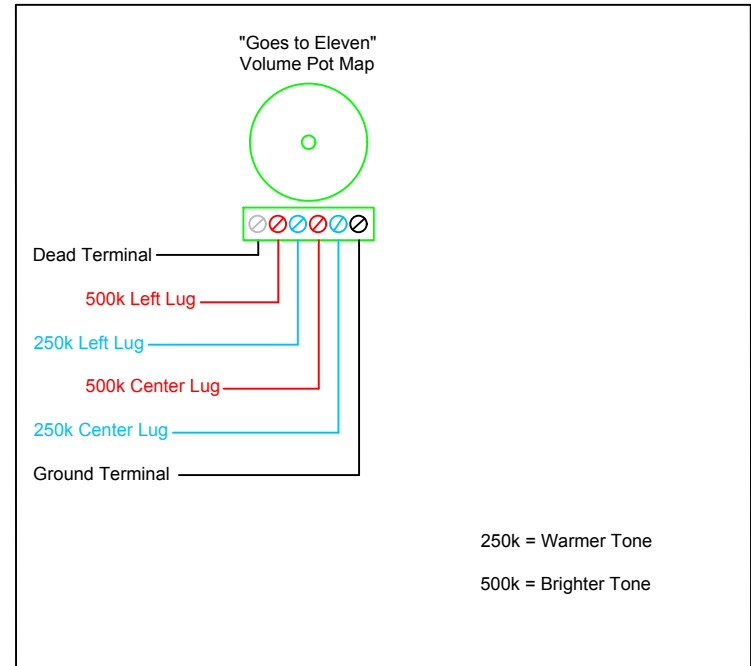 "Goes to Eleven"
Volume Pot Map
Dead Terminal
500k Left Lug
250k Left Lug
500k Center Lug
250k Center Lug
Ground Terminal
250k = Warmer Tone
500k = Brighter Tone